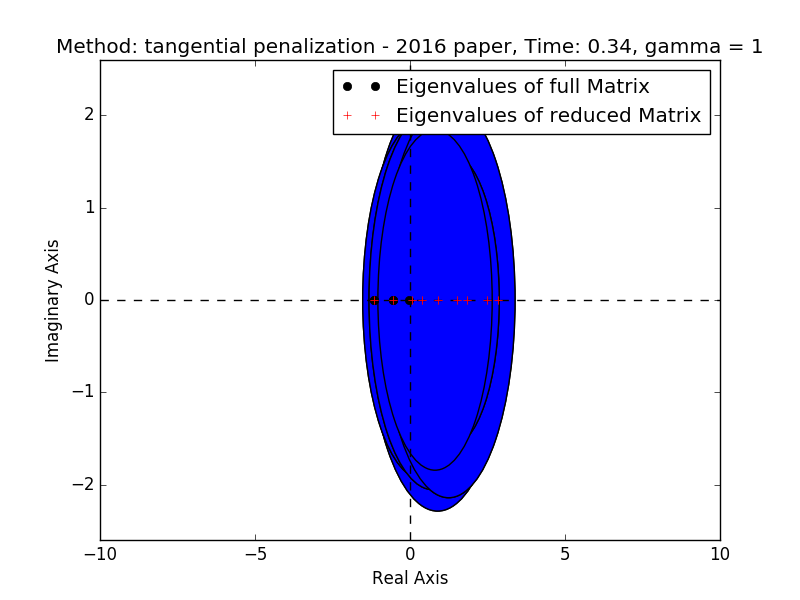 Method: tangential penalization - 2016 paper, Time: 0.34, gamma = 1
Eigenvalues of full Matrix
Eigenvalues of reduced Matrix
2
1
0
−1
−2
Imaginary Axis
−10 −5 0 5 10
Real Axis